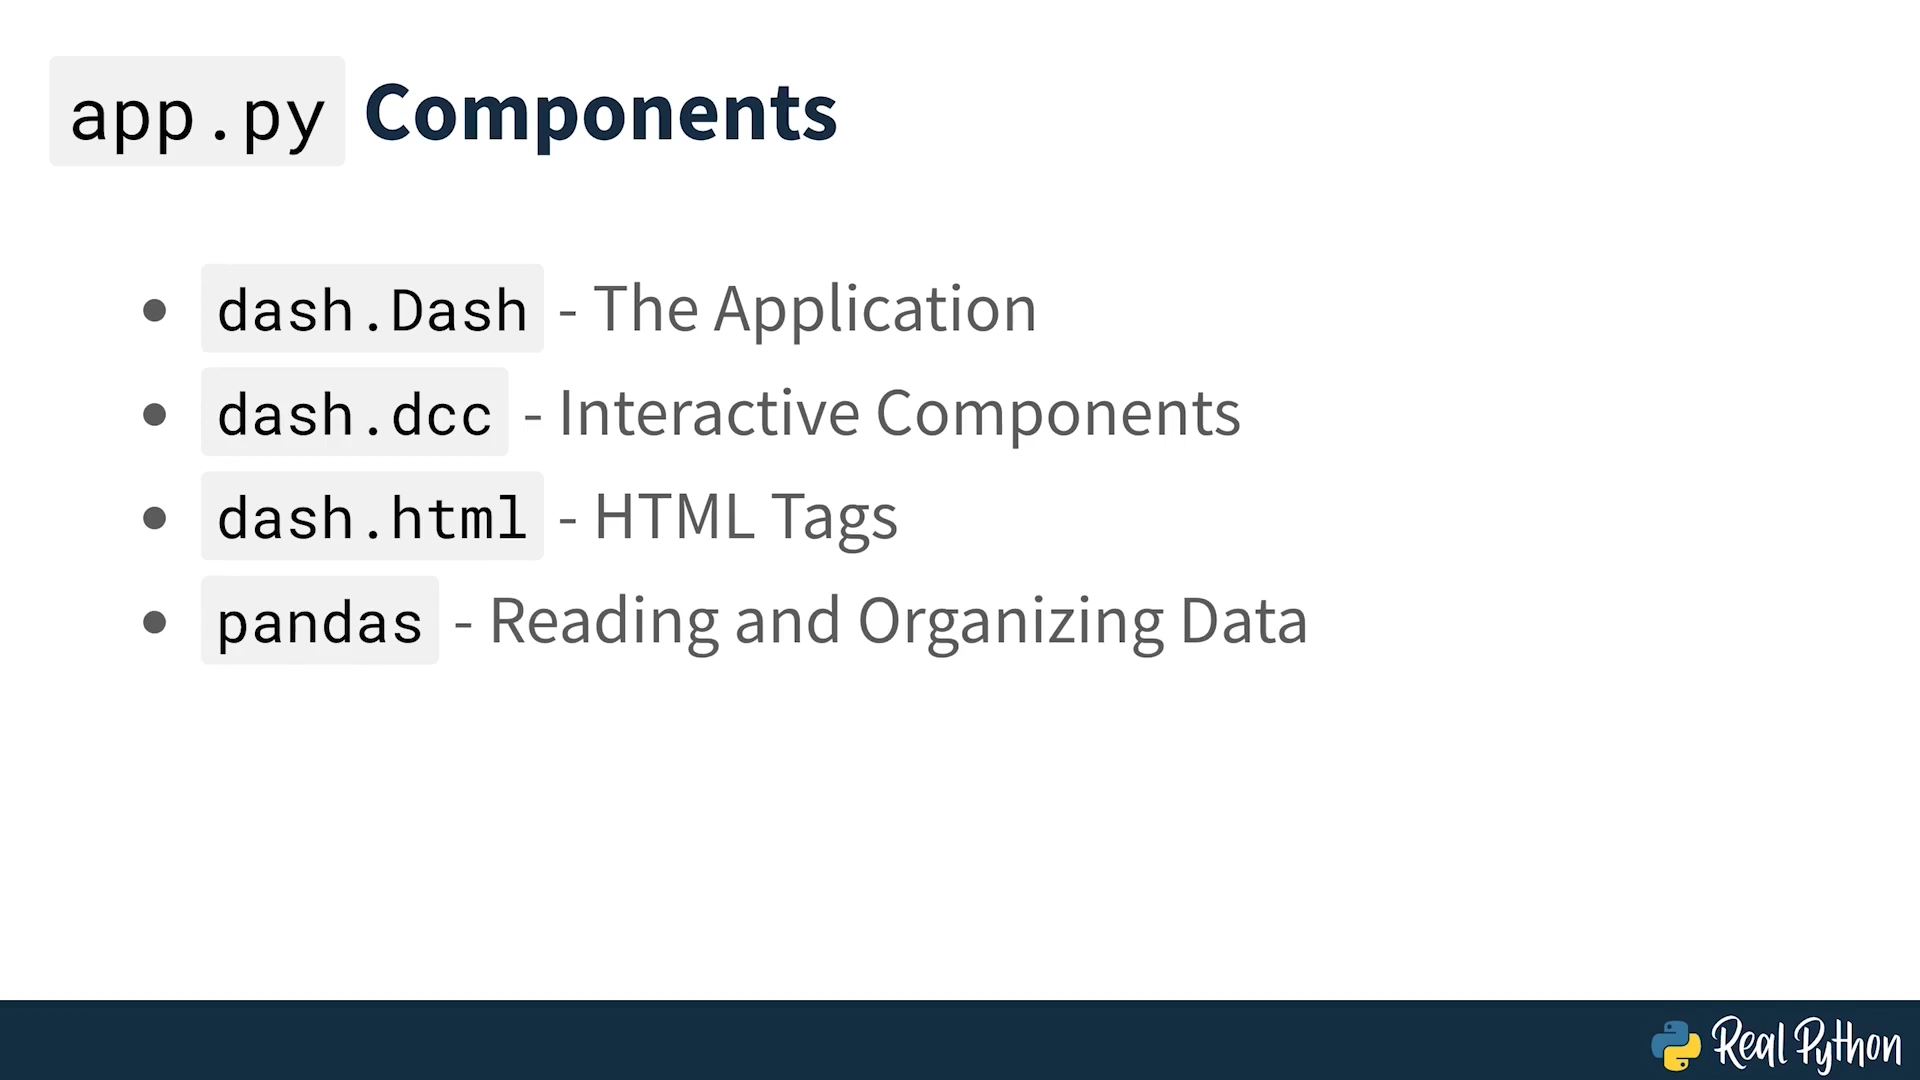 app.py Components
• dash.Dash - The Application
• dash.dcc - Interactive Components
• dash.html - HTML Tags
• pandas - Reading and Organizing Data
Real Python